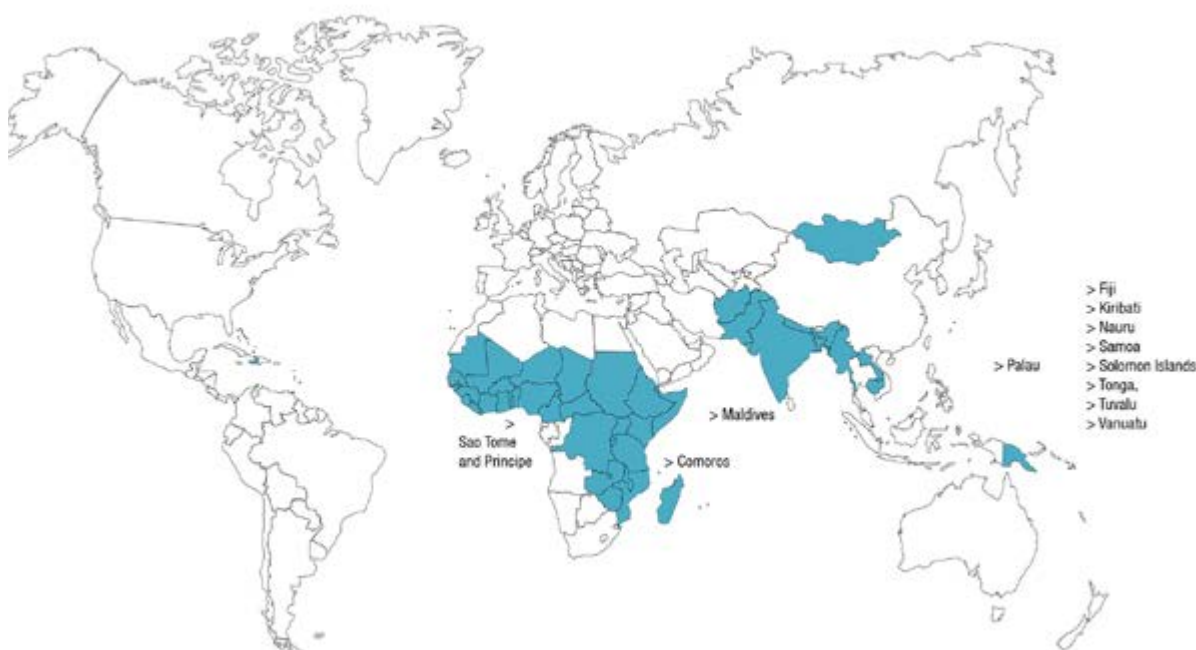 > Fiji
> Kiribati
> Nauru
> Samoa
> Solomon Islands
> Tonga,
> Tuvalu
> Vanuatu
> Palau
> Maldives
>
Sao Tome
and Principe
> Comoros